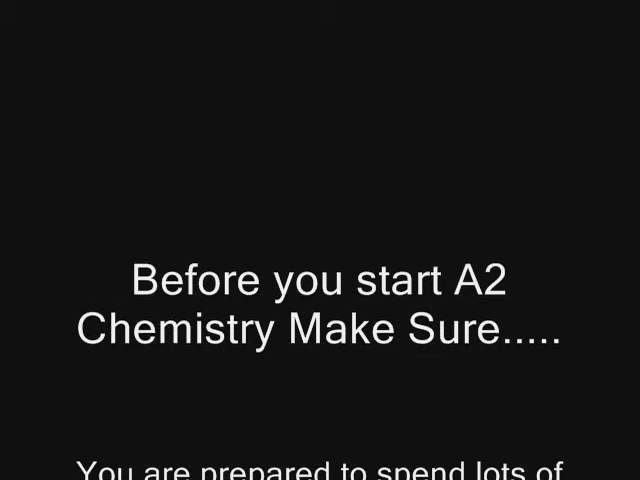 Before you start A2
Chemistry Make Sure.....
You are prepared to spend lots of